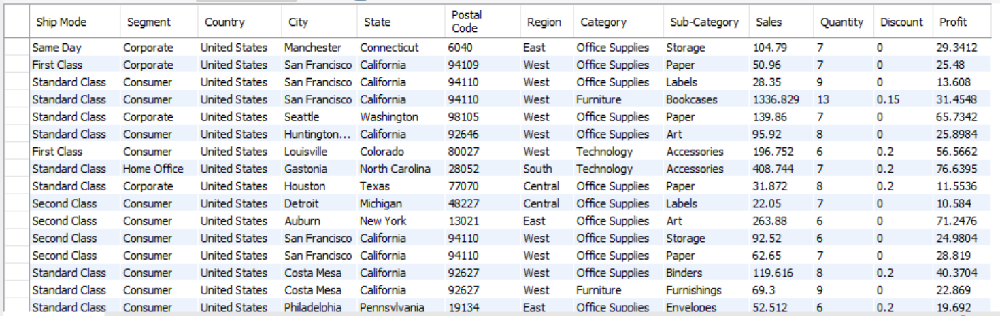 Ship Mode Segment Country City State Postal Code Region Category Sub-Category Sales Quantity Discount Profit
Same Day Corporate United States Manchester Connecticut 6040 East Office Supplies Storage 104.79 7 0 29.3412
First Class Corporate United States San Francisco California 94109 West Office Supplies Paper 50.96 7 0 25.48
Standard Class Consumer United States San Francisco California 94110 West Office Supplies Labels 28.35 9 0 13.608
Standard Class Consumer United States San Francisco California 94110 West Furniture Bookcases 1336.829 13 0.15 31.4548
Standard Class Corporate United States Seattle Washington 98105 West Office Supplies Paper 139.86 7 0 65.7342
Standard Class Consumer United States Huntington... California 92646 West Office Supplies Art 95.92 8 0 25.8984
First Class Consumer United States Louisville Colorado 80027 West Technology Accessories 196.752 6 0.2 56.5662
Standard Class Home Office United States Gastonia North Carolina 28052 South Technology Accessories 408.744 7 0.2 76.6395
Standard Class Corporate United States Houston Texas 77070 Central Office Supplies Paper 31.872 8 0.2 11.5536
Second Class Consumer United States Detroit Michigan 48227 Central Office Supplies Labels 22.05 7 0 10.584
Second Class Consumer United States Auburn New York 13021 East Office Supplies Art 263.88 6 0 71.2476
Second Class Consumer United States San Francisco California 94110 West Office Supplies Storage 92.52 6 0 24.9804
Second Class Consumer United States San Francisco California 94110 West Office Supplies Paper 62.65 7 0 28.819
Standard Class Consumer United States Costa Mesa California 92627 West Office Supplies Binders 119.616 8 0.2 40.3704
Standard Class Consumer United States Costa Mesa California 92627 West Furniture Furnishings 69.3 9 0 22.869
Standard Class Consumer United States Philadelphia Pennsylvania 19134 East Office Supplies Envelopes 52.512 6 0.2 19.692